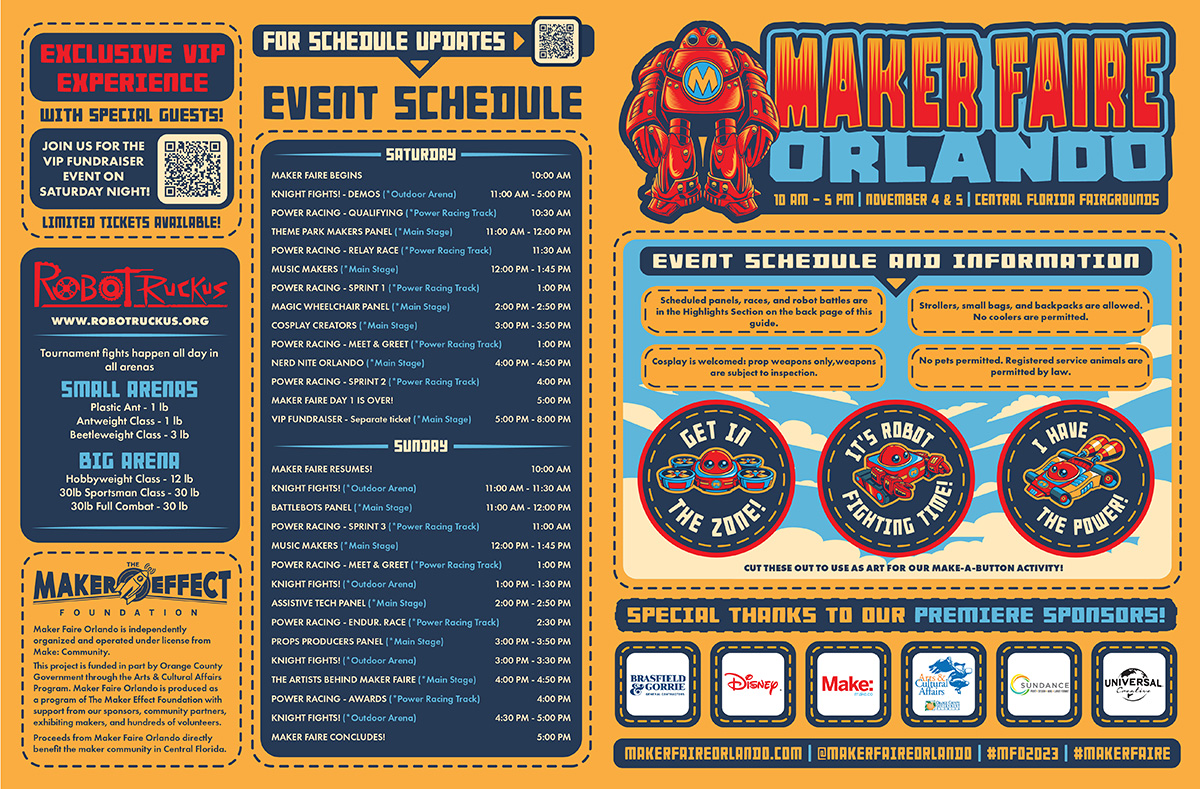 EXCLUSIVE VIP
EXPERIENCE
WITH SPECIAL GUESTS!
JOIN US FOR THE
VIP FUNDRAISER
EVENT ON
SATURDAY NIGHT!
LIMITED TICKETS AVAILABLE!
ROBOT RUCKUS
WWW.ROBOTRUCKUS.ORG
Tournament fights happen all day in
all arenas
SMALL ARENAS
Plastic Ant - 1 lb
Antweight Class - 1 lb
Beetleweight Class - 3 lb
BIG ARENA
Hobbyweight Class - 12 lb
30lb Sportsman Class - 30 lb
30lb Full Combat - 30 lb
THE
MAKER EFFECT
FOUNDATION
Maker Faire Orlando is independently
organized and operated under license from
Make: Community.
This project is funded in part by Orange County
Government through the Arts & Cultural Affairs
Program. Maker Faire Orlando is produced as
a program of The Maker Effect Foundation with
support from our sponsors, community partners,
exhibiting makers, and hundreds of volunteers.
Proceeds from Maker Faire Orlando directly
benefit the maker community in Central Florida.
FOR SCHEDULE UPDATES
EVENT SCHEDULE
SATURDAY
MAKER FAIRE BEGINS 10:00 AM
KNIGHT FIGHTS! - DEMOS (*Outdoor Arena) 11:00 AM - 5:00 PM
POWER RACING - QUALIFYING (*Power Racing Track) 10:30 AM
THEME PARK MAKERS PANEL (*Main Stage) 11:00 AM - 12:00 PM
POWER RACING - RELAY RACE (*Power Racing Track) 11:30 AM
MUSIC MAKERS (*Main Stage) 12:00 PM - 1:45 PM
POWER RACING - SPRINT 1 (*Power Racing Track) 1:00 PM
MAGIC WHEELCHAIR PANEL (*Main Stage) 2:00 PM - 2:50 PM
COSPLAY CREATORS (*Main Stage) 3:00 PM - 3:50 PM
POWER RACING - MEET & GREET (*Power Racing Track) 1:00 PM
NERD NITE ORLANDO (*Main Stage) 4:00 PM - 4:50 PM
POWER RACING - SPRINT 2 (*Power Racing Track) 4:00 PM
MAKER FAIRE DAY 1 IS OVER! 5:00 PM
VIP FUNDRAISER - Separate ticket (*Main Stage) 5:00 PM - 8:00 PM
SUNDAY
MAKER FAIRE RESUMES! 10:00 AM
KNIGHT FIGHTS! (*Outdoor Arena) 11:00 AM - 11:30 AM
BATTLEBOTS PANEL (*Main Stage) 11:00 AM - 12:00 PM
POWER RACING - SPRINT 3 (*Power Racing Track) 11:00 AM
MUSIC MAKERS (*Main Stage) 12:00 PM - 1:45 PM
POWER RACING - MEET & GREET (*Power Racing Track) 1:00 PM
KNIGHT FIGHTS! (*Outdoor Arena) 1:00 PM - 1:30 PM
ASSISTIVE TECH PANEL (*Main Stage) 2:00 PM - 2:50 PM
POWER RACING - ENDUR. RACE (*Power Racing Track) 2:30 PM
PROPS PRODUCERS PANEL (*Main Stage) 3:00 PM - 3:50 PM
KNIGHT FIGHTS! (*Outdoor Arena) 3:00 PM - 3:30 PM
THE ARTISTS BEHIND MAKER FAIRE (*Main Stage) 4:00 PM - 4:50 PM
POWER RACING - AWARDS (*Power Racing Track) 4:00 PM
KNIGHT FIGHTS! (*Outdoor Arena) 4:30 PM - 5:00 PM
MAKER FAIRE CONCLUDES! 5:00 PM
M
MAKER FAIRE
ORLANDO
10 AM - 5 PM | NOVEMBER 4 & 5 | CENTRAL FLORIDA FAIRGROUNDS
EVENT SCHEDULE AND INFORMATION
Scheduled panels, races, and robot battles are
in the Highlights Section on the back page of this
guide.
Strollers, small bags, and backpacks are allowed.
No coolers are permitted.
Cosplay is welcomed: prop weapons only,weapons
are subject to inspection.
No pets permitted. Registered service animals are
permitted by law.
GET IN
THE ZONE!
IT'S ROBOT
FIGHTING TIME!
I HAVE
THE POWER!
CUT THESE OUT TO USE AS ART FOR OUR MAKE-A-BUTTON ACTIVITY!
SPECIAL THANKS TO OUR PREMIERE SPONSORS!
BRASFIELD
& GORRIE
GENERAL CONTRACTORS
DISNEY
Make:
Arts &
Cultural
Affairs
SUNDANCE
UNIVERSAL
Creative
MAKERFAIREORLANDO.COM | @MAKERFAIREORLANDO | #MFO2023 | #MAKERFAIRE